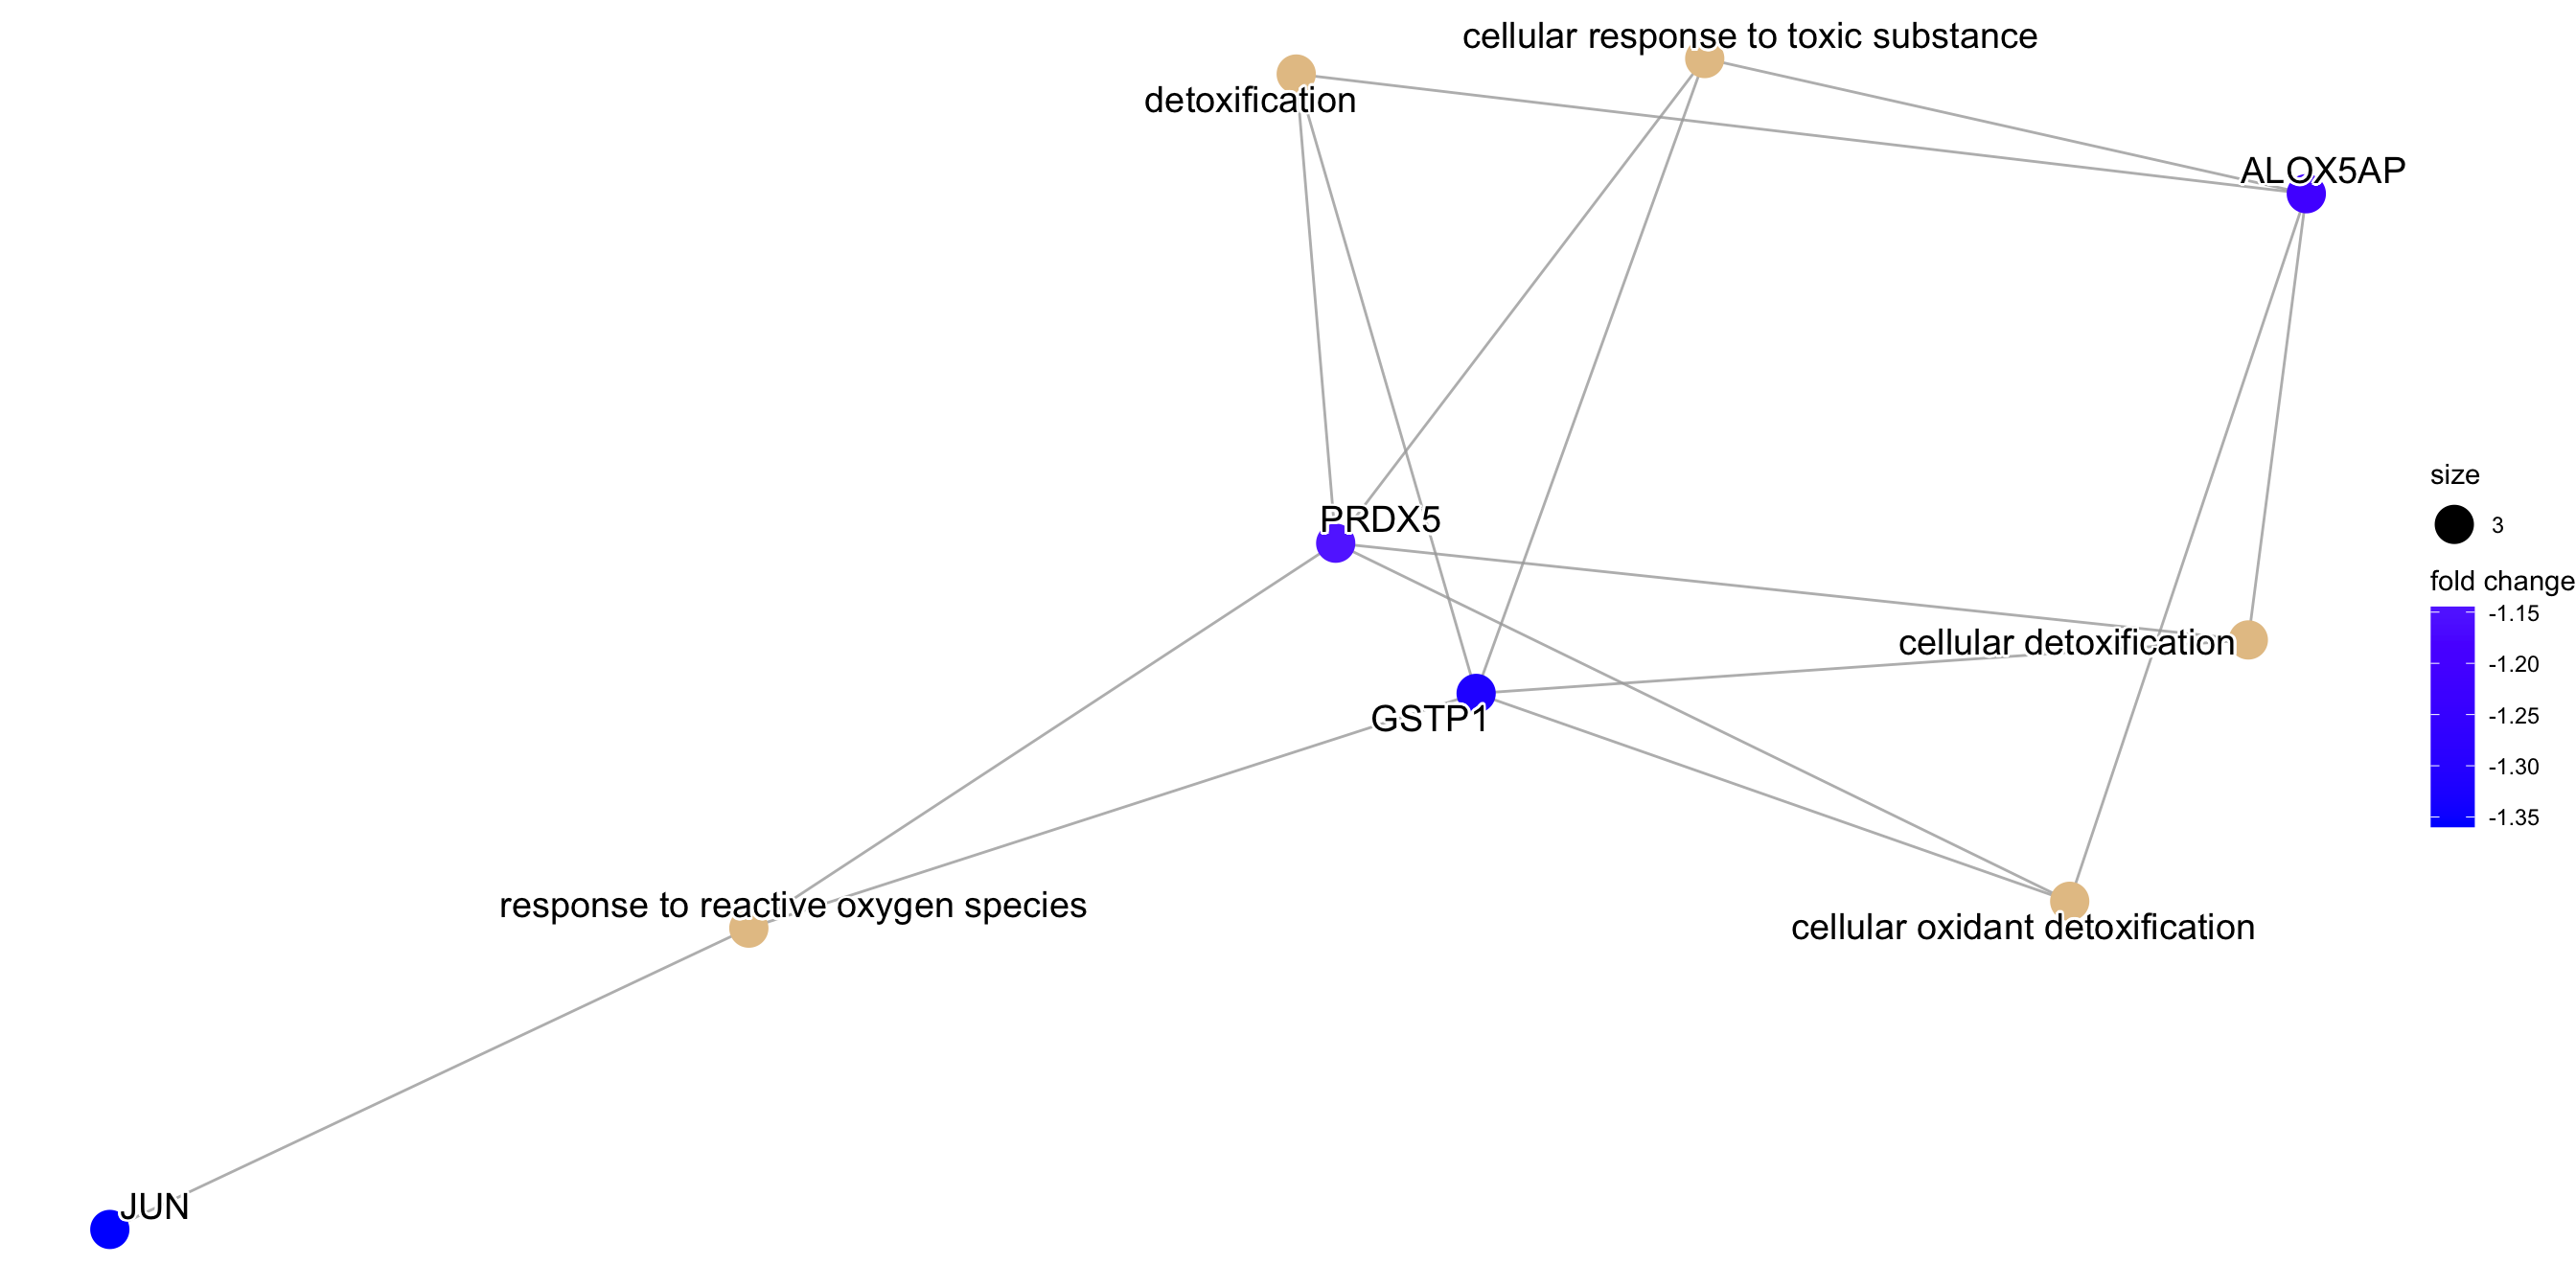 cellular response to toxic substance
detoxification
ALOX5AP
PRDX5
size
3
fold change
-1.15
-1.20
-1.25
-1.30
-1.35
cellular detoxification
GSTP1
response to reactive oxygen species
cellular oxidant detoxification
JUN